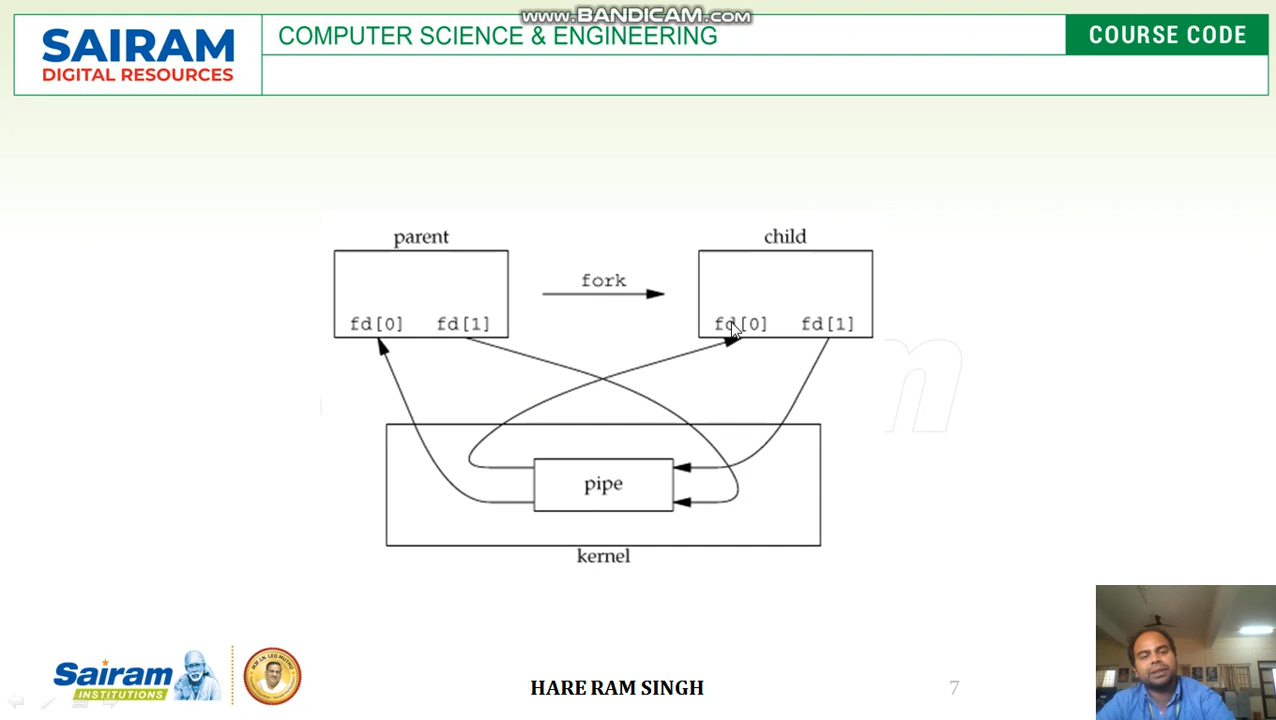 www.BANDICAM.com
SAIRAM
DIGITAL RESOURCES
COMPUTER SCIENCE & ENGINEERING
COURSE CODE
parent
child
fork
fd[0] fd[1]
fd[0] fd[1]
pipe
kernel
Sairam
INSTITUTIONS
HARE RAM SINGH
7